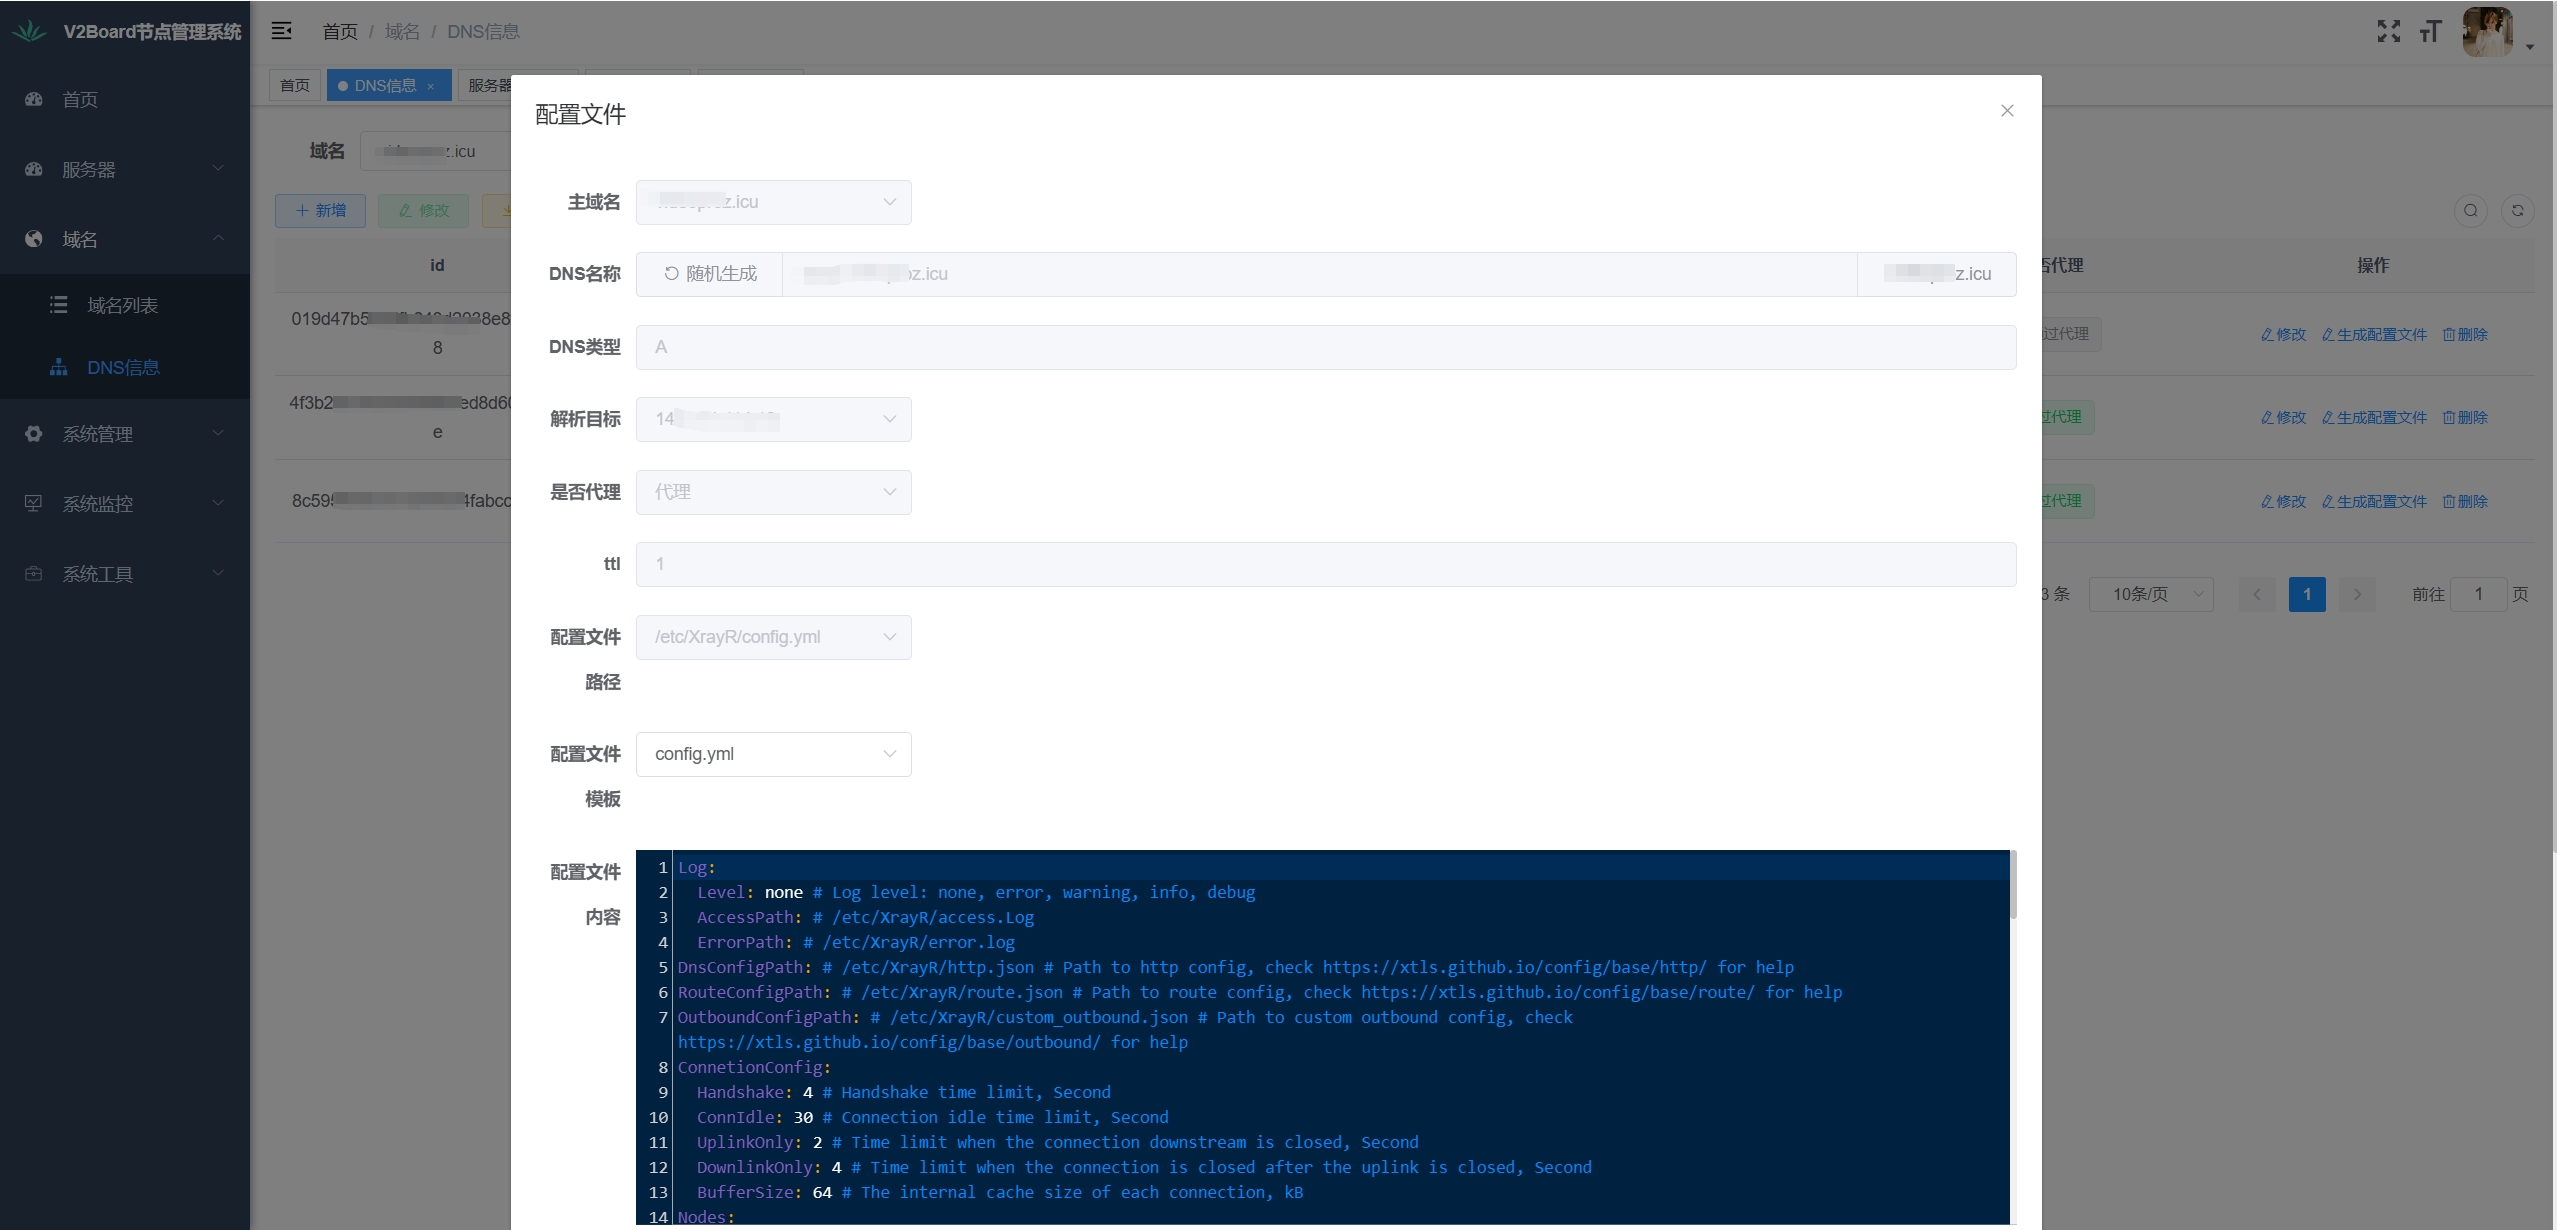 V2Board节点管理系统
首页 / 域名 / DNS信息
首页
DNS信息 ×
服务器
首页
服务器
域名
域名列表
DNS信息
系统管理
系统监控
系统工具
域名
z.icu
+ 新增
修改
id
019d47b5
8e8
8
4f3b2
ed8d60
e
8c59
4fabcc
配置文件
主域名
z.icu
DNS名称
随机生成
z.icu
z.icu
DNS类型
A
解析目标
14
是否代理
代理
ttl
1
配置文件
路径
/etc/XrayR/config.yml
配置文件
模板
config.yml
配置文件
内容
1 Log:
2 Level: none # Log level: none, error, warning, info, debug
3 AccessPath: # /etc/XrayR/access.Log
4 ErrorPath: # /etc/XrayR/error.log
5 DnsConfigPath: # /etc/XrayR/http.json # Path to http config, check https://xtls.github.io/config/base/http/ for help
6 RouteConfigPath: # /etc/XrayR/route.json # Path to route config, check https://xtls.github.io/config/base/route/ for help
7 OutboundConfigPath: # /etc/XrayR/custom_outbound.json # Path to custom outbound config, check
https://xtls.github.io/config/base/outbound/ for help
8 ConnetionConfig:
9 Handshake: 4 # Handshake time limit, Second
10 ConnIdle: 30 # Connection idle time limit, Second
11 UplinkOnly: 2 # Time limit when the connection downstream is closed, Second
12 DownlinkOnly: 4 # Time limit when the connection is closed after the uplink is closed, Second
13 BufferSize: 64 # The internal cache size of each connection, kB
14 Nodes:
否代理
操作
过代理
修改 生成配置文件 删除
过代理
修改 生成配置文件 删除
过代理
修改 生成配置文件 删除
3 条
10条/页
1
前往 1 页